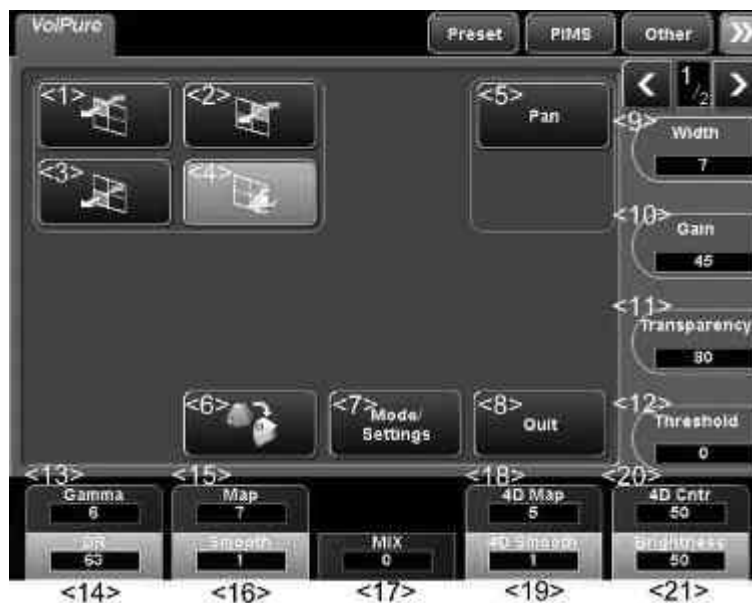 VolPure
Preset PIMS Other
1/2
<1> <2> <5> Pan
<3> <4>
<9> Width
7
<10> Gain
45
<11> Transparency
80
<12> Threshold
0
<6> <7> Mode/Settings <8> Quit
<13> <15> <18> <20>
Gamma Map 4D Map 4D Cntr
6 7 5 50
DR Smooth MIX 4D Smooth Brightness
63 1 0 1 50
<14> <16> <17> <19> <21>